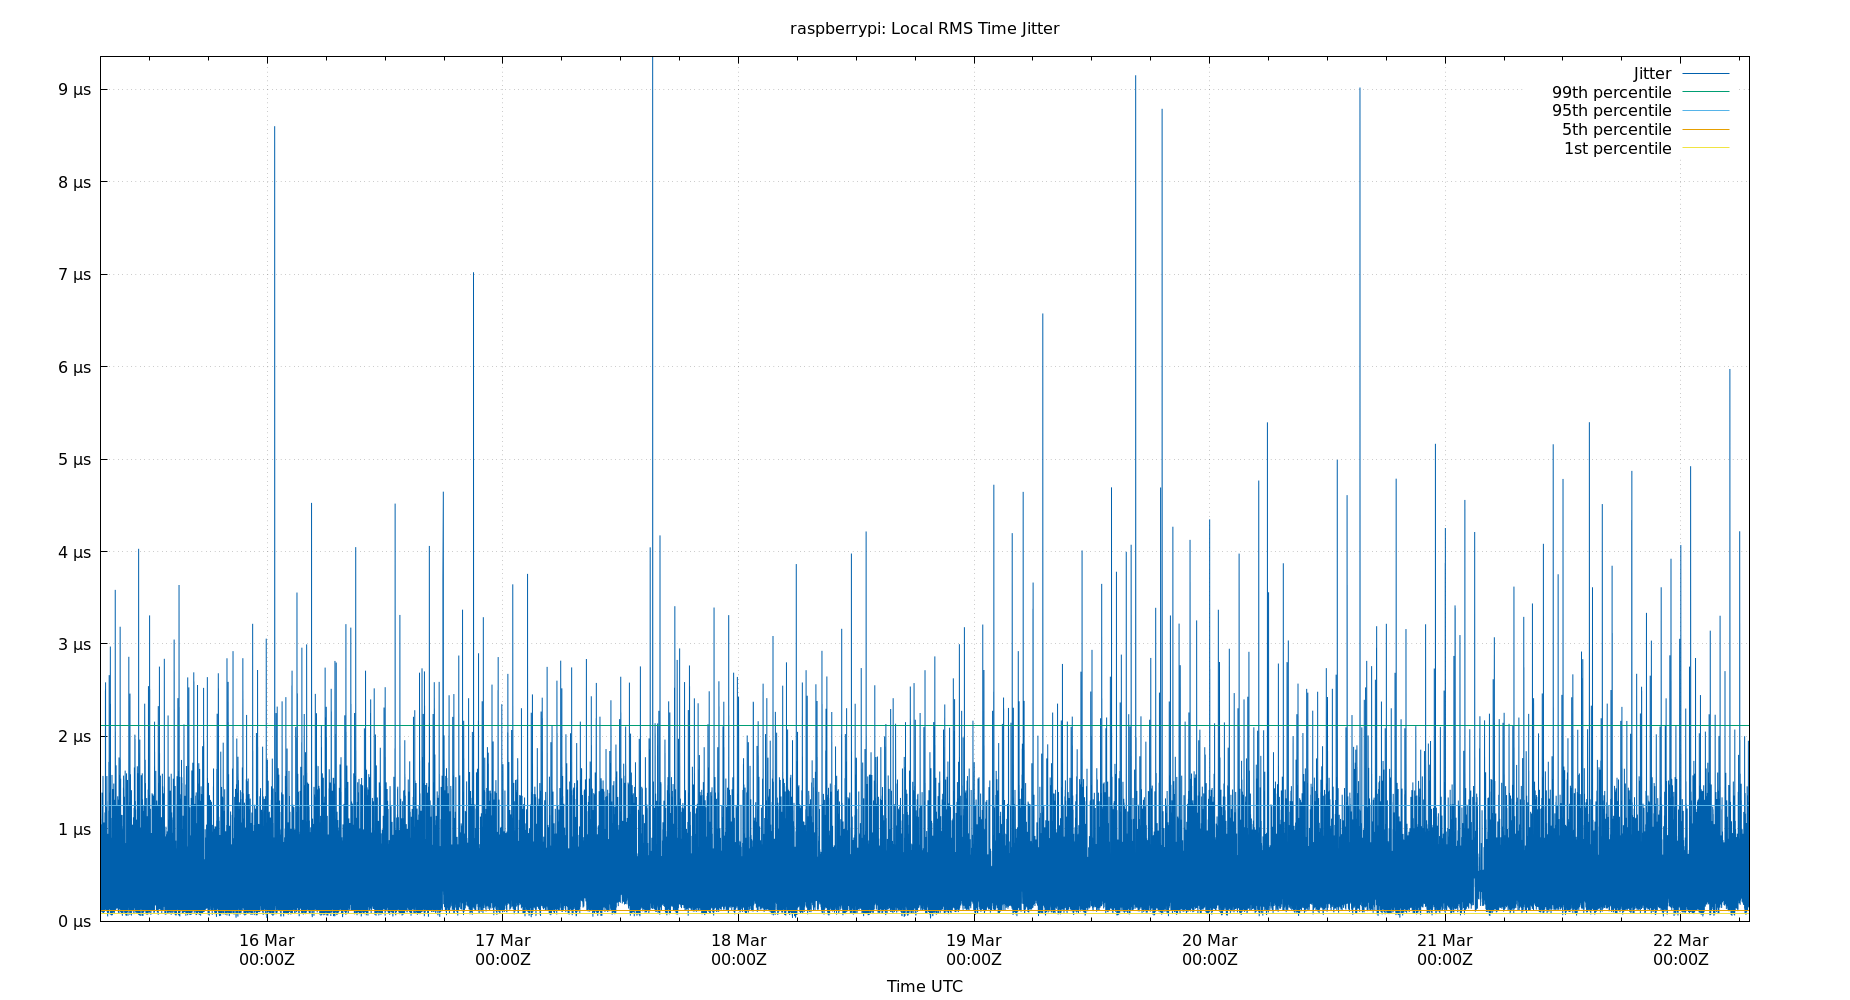 raspberrypi: Local RMS Time Jitter
Jitter
99th percentile
95th percentile
5th percentile
1st percentile
9 µs
8 µs
7 µs
6 µs
5 µs
4 µs
3 µs
2 µs
1 µs
0 µs
16 Mar 17 Mar 18 Mar 19 Mar 20 Mar 21 Mar 22 Mar
00:00Z 00:00Z 00:00Z 00:00Z 00:00Z 00:00Z 00:00Z
Time UTC